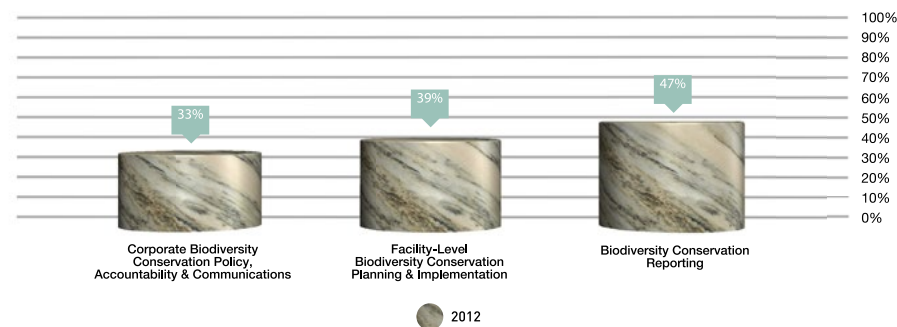 100%
90%
80%
70%
60%
50%
40%
30%
20%
10%
0%
33%
39%
47%
Corporate Biodiversity
Conservation Policy,
Accountability & Communications
Facility-Level
Biodiversity Conservation
Planning & Implementation
Biodiversity Conservation
Reporting
2012